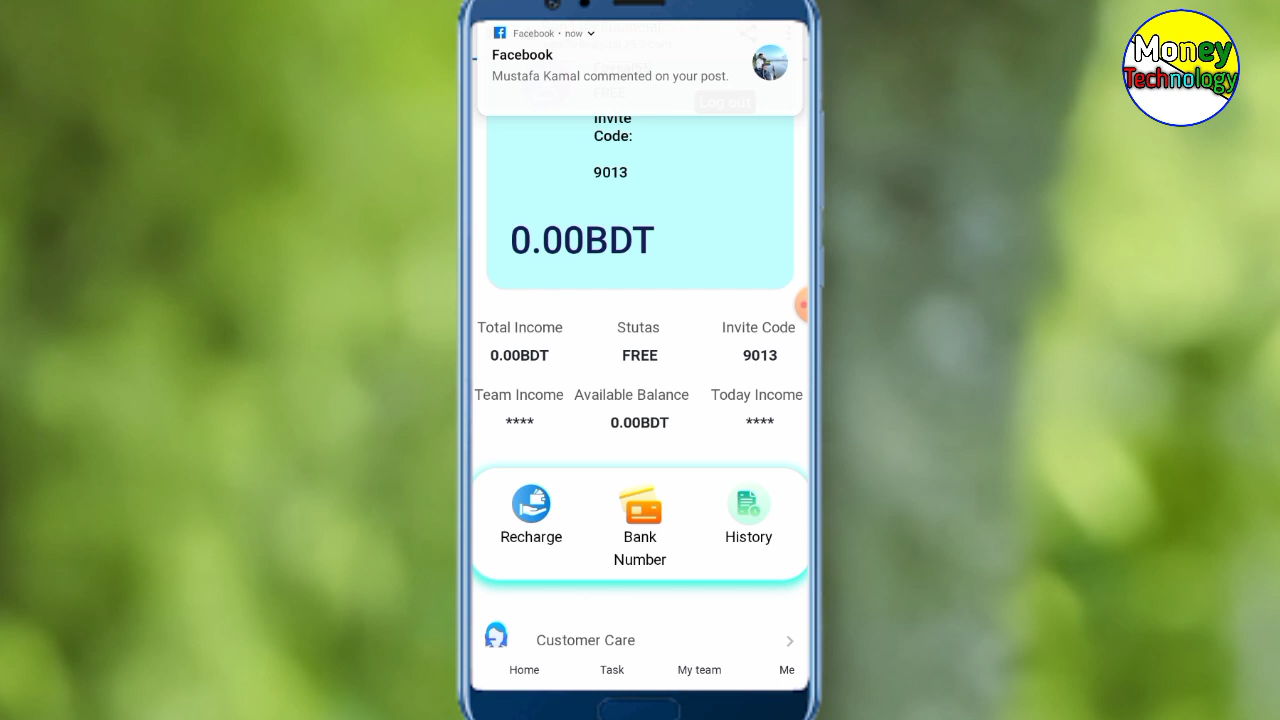 Facebook • now
Facebook
Mustafa Kamal commented on your post.
FREE
Log out
Invite
Code:
9013
0.00BDT
Total Income
Stutas
Invite Code
0.00BDT
FREE
9013
Team Income
Available Balance
Today Income
****
0.00BDT
****
Recharge
Bank
Number
History
Customer Care
Home
Task
My team
Me
Money
Technology